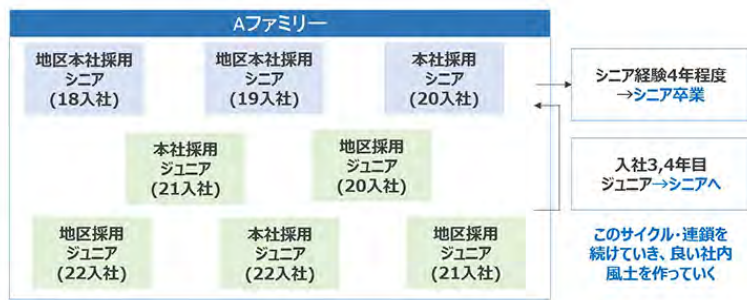 Aファミリー
地区本社採用
シニア
(18入社)
地区本社採用
シニア
(19入社)
本社採用
シニア
(20入社)
本社採用
ジュニア
(21入社)
地区採用
ジュニア
(20入社)
地区採用
ジュニア
(22入社)
本社採用
ジュニア
(22入社)
地区採用
ジュニア
(21入社)
シニア経験4年程度
→シニア卒業
入社3,4年目
ジュニア→シニアへ
このサイクル・連鎖を
続けていき、良い社内
風土を作っていく